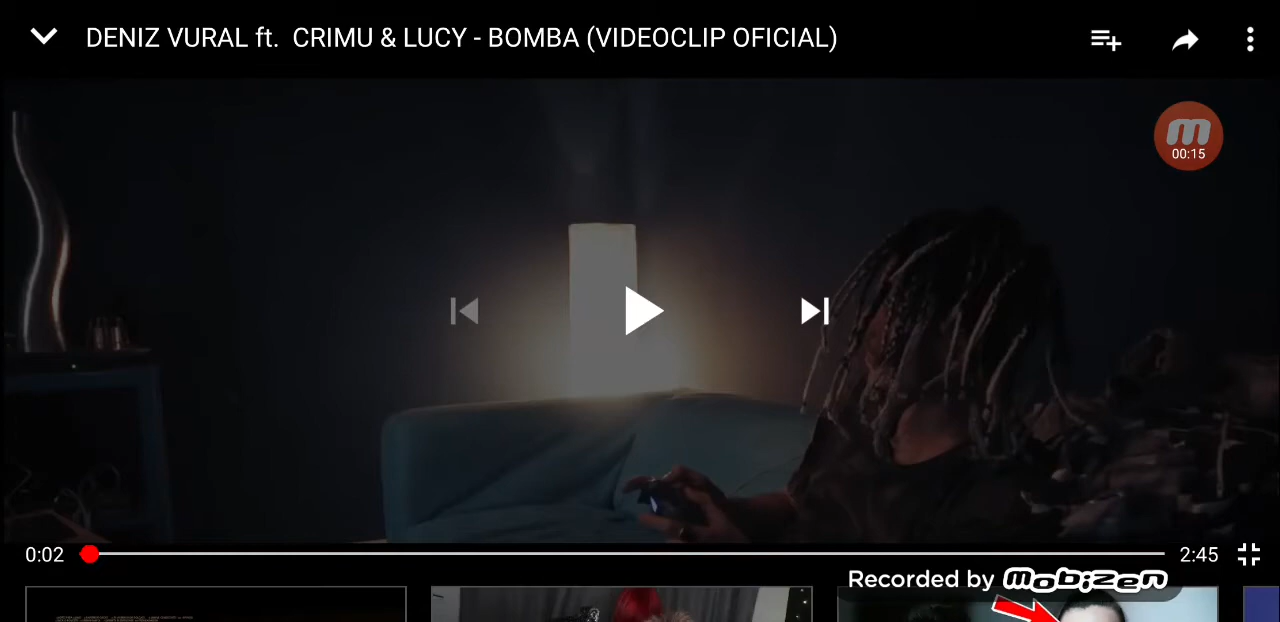 DENIZ VURAL ft. CRIMU & LUCY - BOMBA (VIDEOCLIP OFICIAL)
m
00:15
0:02
2:45
Recorded by mobizen